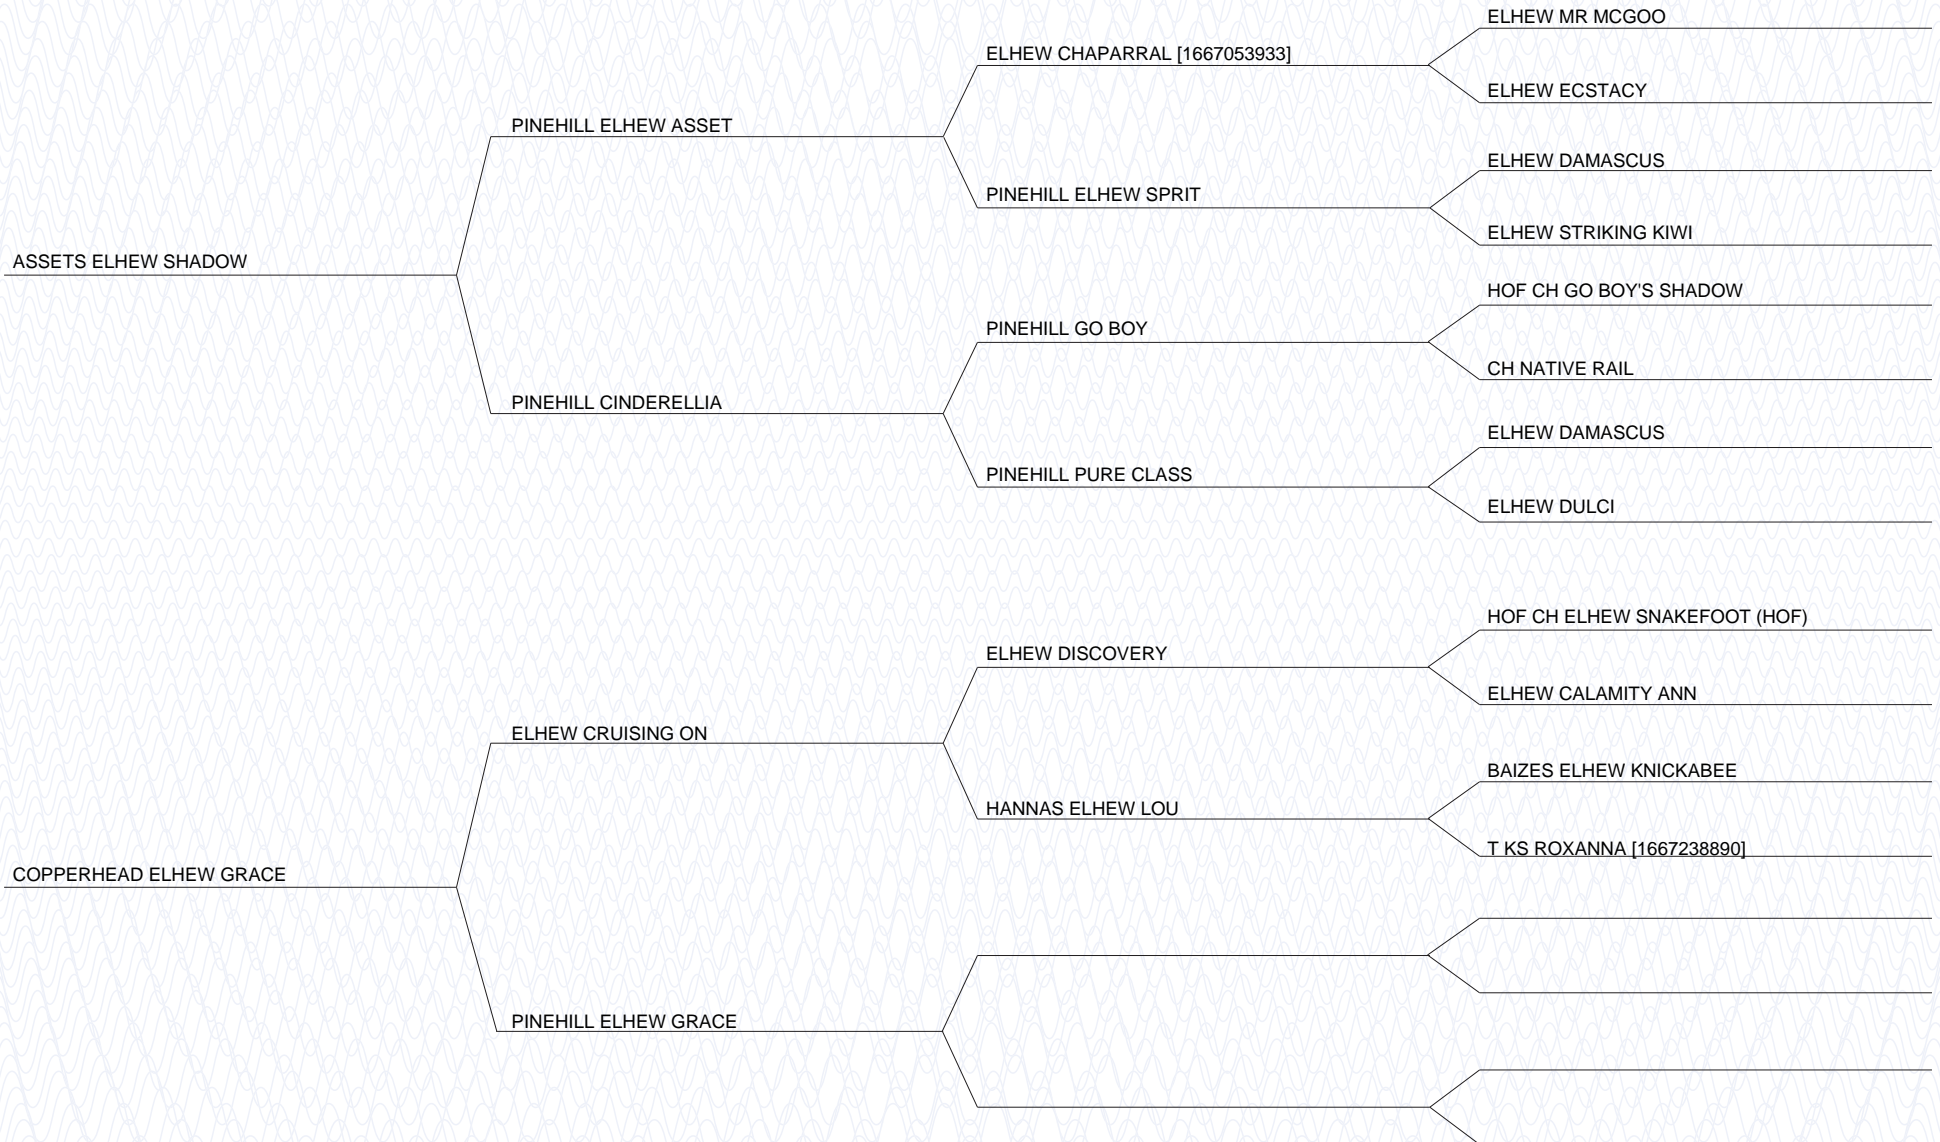 ELHEW MR MCGOO
ELHEW CHAPARRAL [1667053933]
ELHEW ECSTACY
PINEHILL ELHEW ASSET
ELHEW DAMASCUS
PINEHILL ELHEW SPRIT
ELHEW STRIKING KIWI
ASSETS ELHEW SHADOW
HOF CH GO BOY'S SHADOW
PINEHILL GO BOY
CH NATIVE RAIL
PINEHILL CINDERELLIA
ELHEW DAMASCUS
PINEHILL PURE CLASS
ELHEW DULCI
HOF CH ELHEW SNAKEFOOT (HOF)
ELHEW DISCOVERY
ELHEW CALAMITY ANN
ELHEW CRUISING ON
BAIZES ELHEW KNICKABEE
HANNAS ELHEW LOU
T KS ROXANNA [1667238890]
COPPERHEAD ELHEW GRACE
PINEHILL ELHEW GRACE